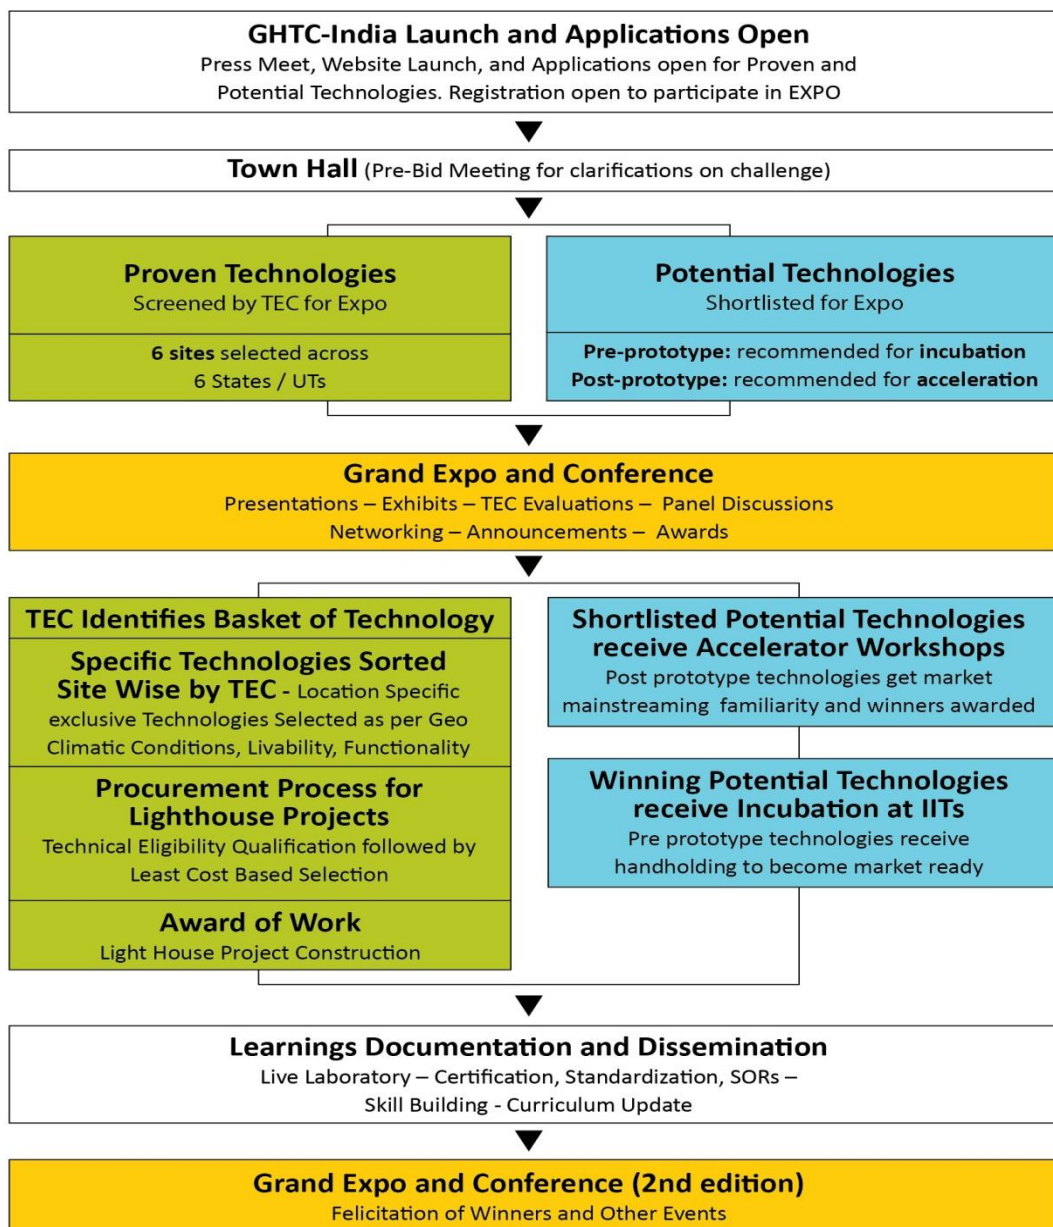 GHTC-India Launch and Applications Open
Press Meet, Website Launch, and Applications open for Proven and
Potential Technologies. Registration open to participate in EXPO
Town Hall (Pre-Bid Meeting for clarifications on challenge)
Proven Technologies
Screened by TEC for Expo
6 sites selected across
6 States / UTs
Potential Technologies
Shortlisted for Expo
Pre-prototype: recommended for incubation
Post-prototype: recommended for acceleration
Grand Expo and Conference
Presentations – Exhibits – TEC Evaluations – Panel Discussions
Networking – Announcements – Awards
TEC Identifies Basket of Technology
Specific Technologies Sorted
Site Wise by TEC - Location Specific
exclusive Technologies Selected as per Geo
Climatic Conditions, Livability, Functionality
Procurement Process for
Lighthouse Projects
Technical Eligibility Qualification followed by
Least Cost Based Selection
Award of Work
Light House Project Construction
Shortlisted Potential Technologies
receive Accelerator Workshops
Post prototype technologies get market
mainstreaming familiarity and winners awarded
Winning Potential Technologies
receive Incubation at IITs
Pre prototype technologies receive
handholding to become market ready
Learnings Documentation and Dissemination
Live Laboratory – Certification, Standardization, SORs –
Skill Building - Curriculum Update
Grand Expo and Conference (2nd edition)
Felicitation of Winners and Other Events